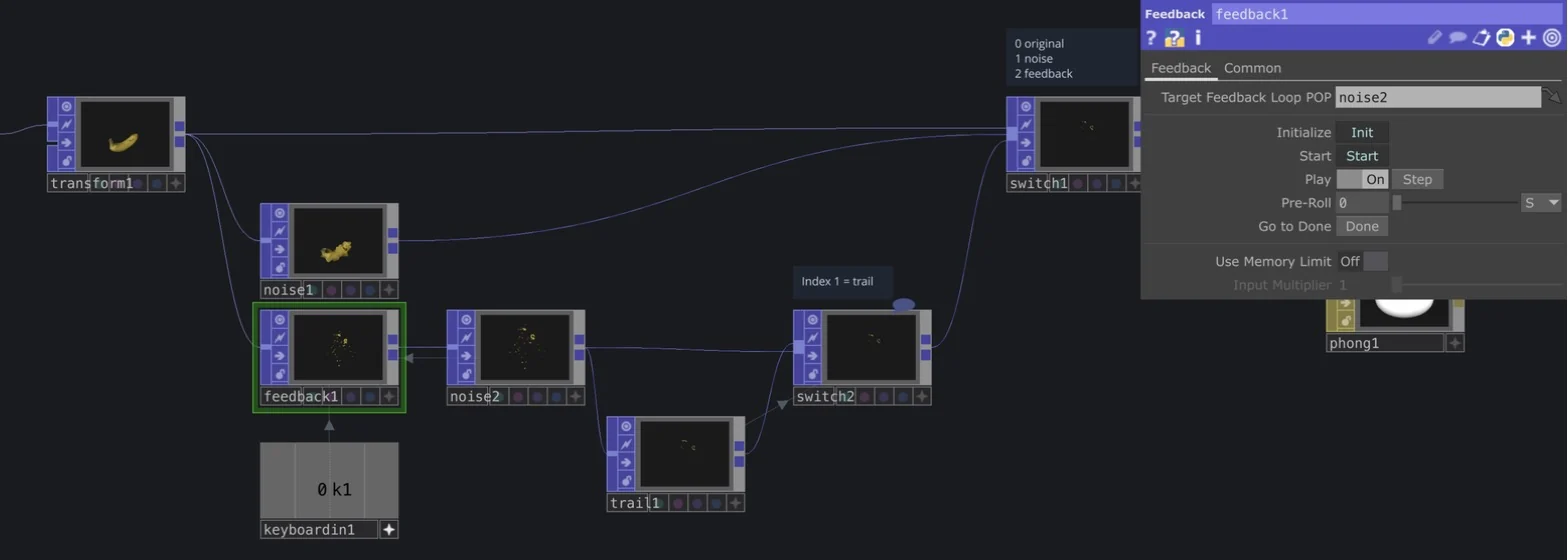 Feedback feedback1
? ? i
Feedback Common
Target Feedback Loop POP noise2
Initialize Init
Start Start
Play On Step
Pre-Roll 0 S
Go to Done Done
Use Memory Limit Off
Input Multiplier 1
0 original
1 noise
2 feedback
transform1
switch1
noise1
Index 1 = trail
feedback1
noise2
switch2
phong1
trail1
0 k1
keyboardin1